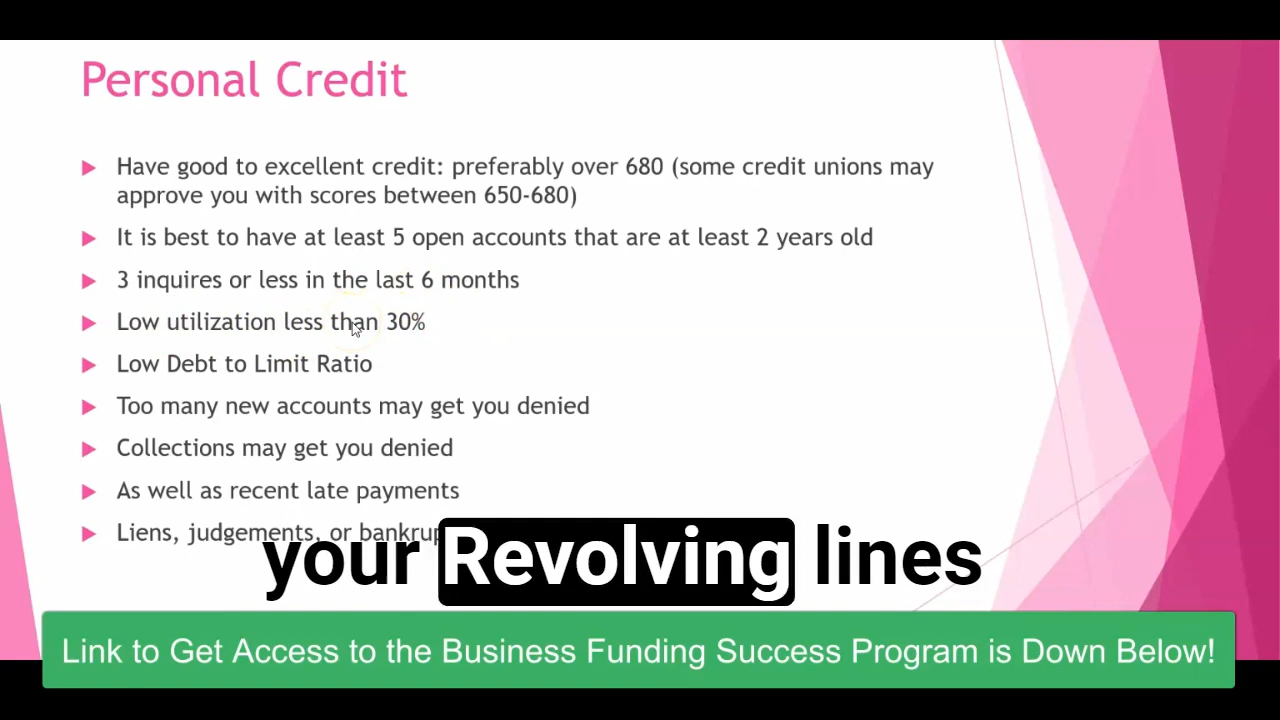 Personal Credit
Have good to excellent credit: preferably over 680 (some credit unions may
approve you with scores between 650-680)
It is best to have at least 5 open accounts that are at least 2 years old
3 inquires or less in the last 6 months
Low utilization less than 30%
Low Debt to Limit Ratio
Too many new accounts may get you denied
Collections may get you denied
As well as recent late payments
Liens, judgements, or
your Revolving lines
Link to Get Access to the Business Funding Success Program is Down Below!